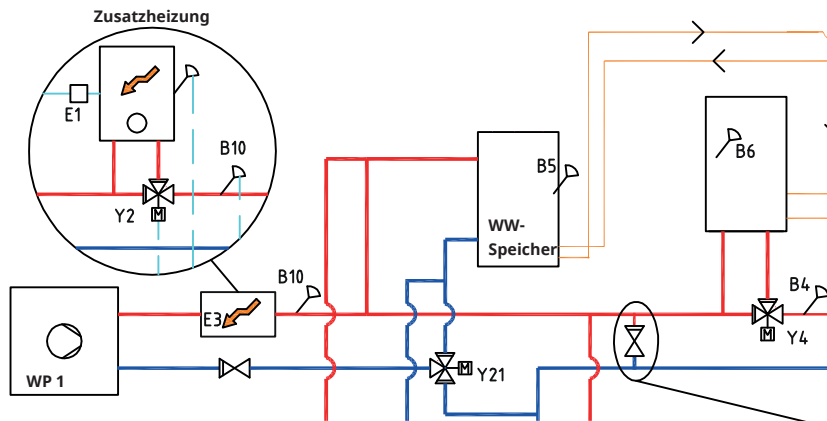 Zusatzheizung
E1
B10
Y2
B5
WW-
Speicher
B6
B10
B4
E3
M
Y4
WP 1
M
Y21
M